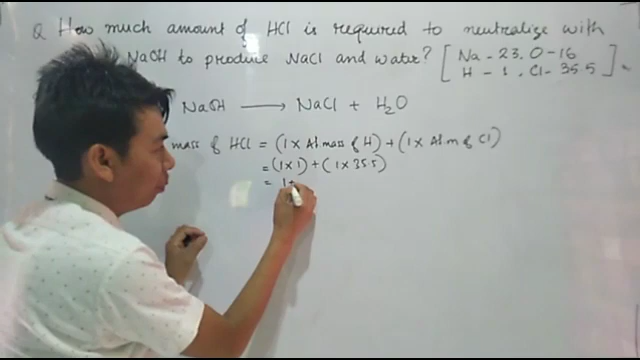 Q How much amount of HCl is required to neutralize with
NaOH to produce NaCl and water? [Na - 23. O-16
H - 1, Cl- 35.5].
NaOH ⟶ NaCl + H₂O
mass of HCl = (1 x At mass of H) + (1 x At.m of Cl)
= (1 x 1) + (1 x 35.5)
= 1+